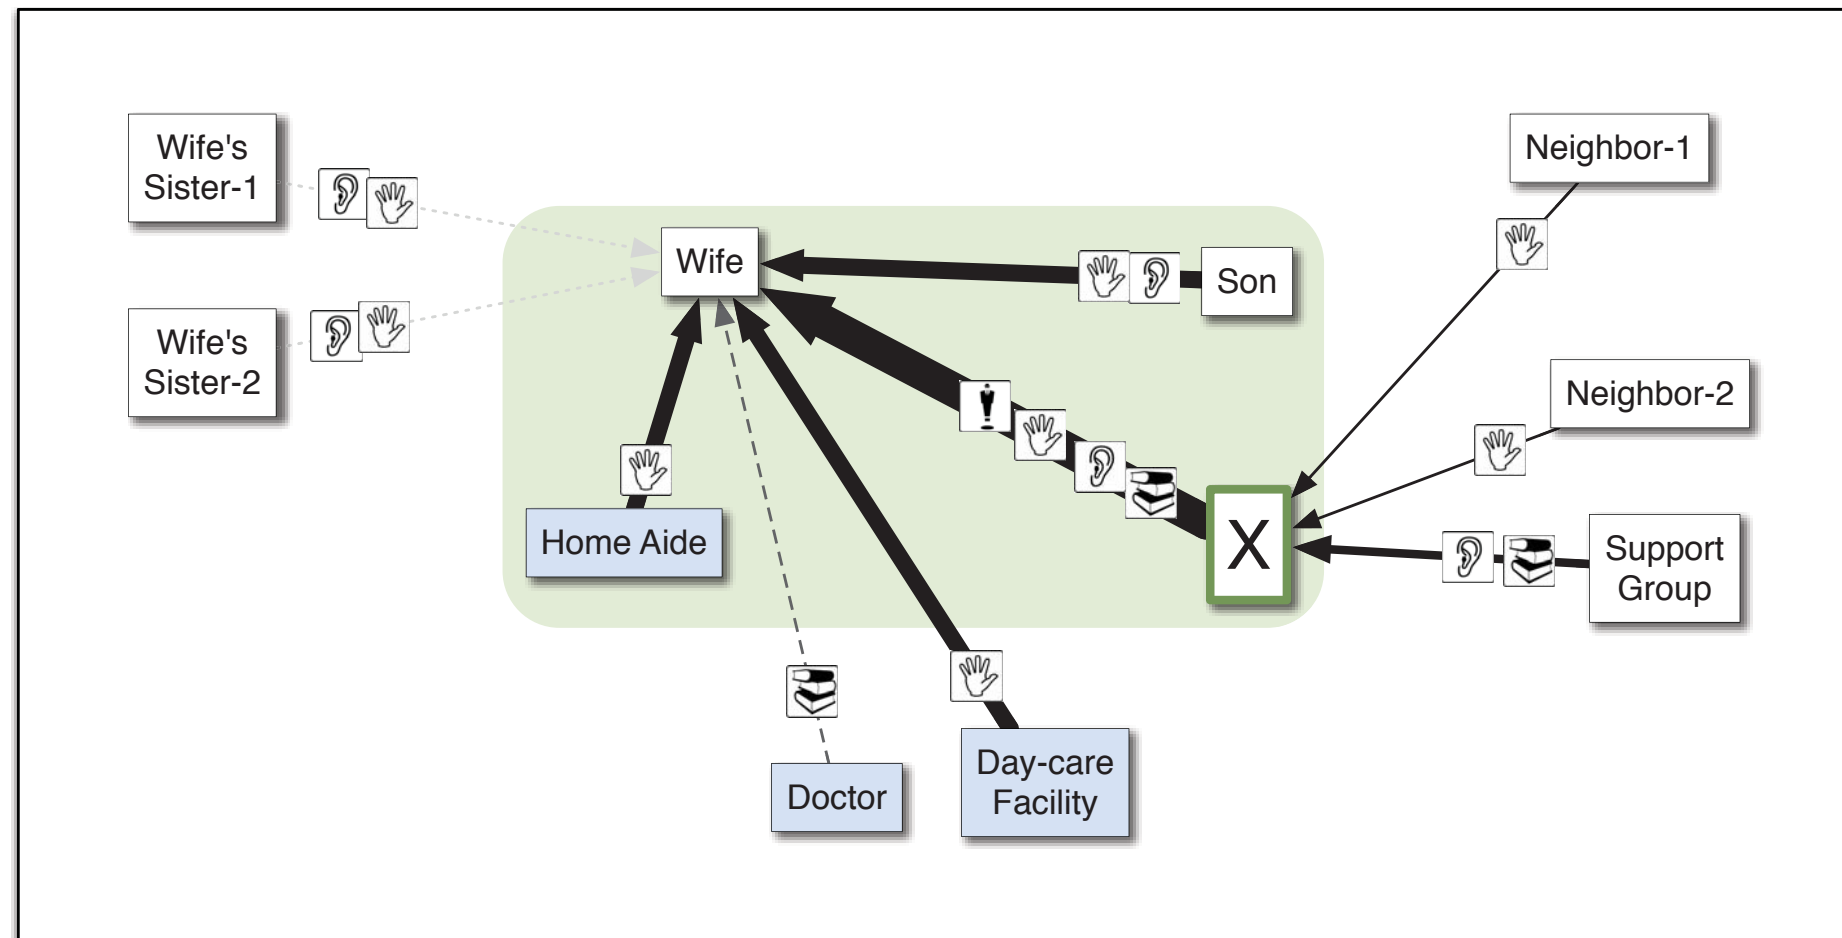 Wife's
Sister-1
Neighbor-1
Wife
Son
Wife's
Sister-2
Neighbor-2
Home Aide
X
Support
Group
Doctor
Day-care
Facility